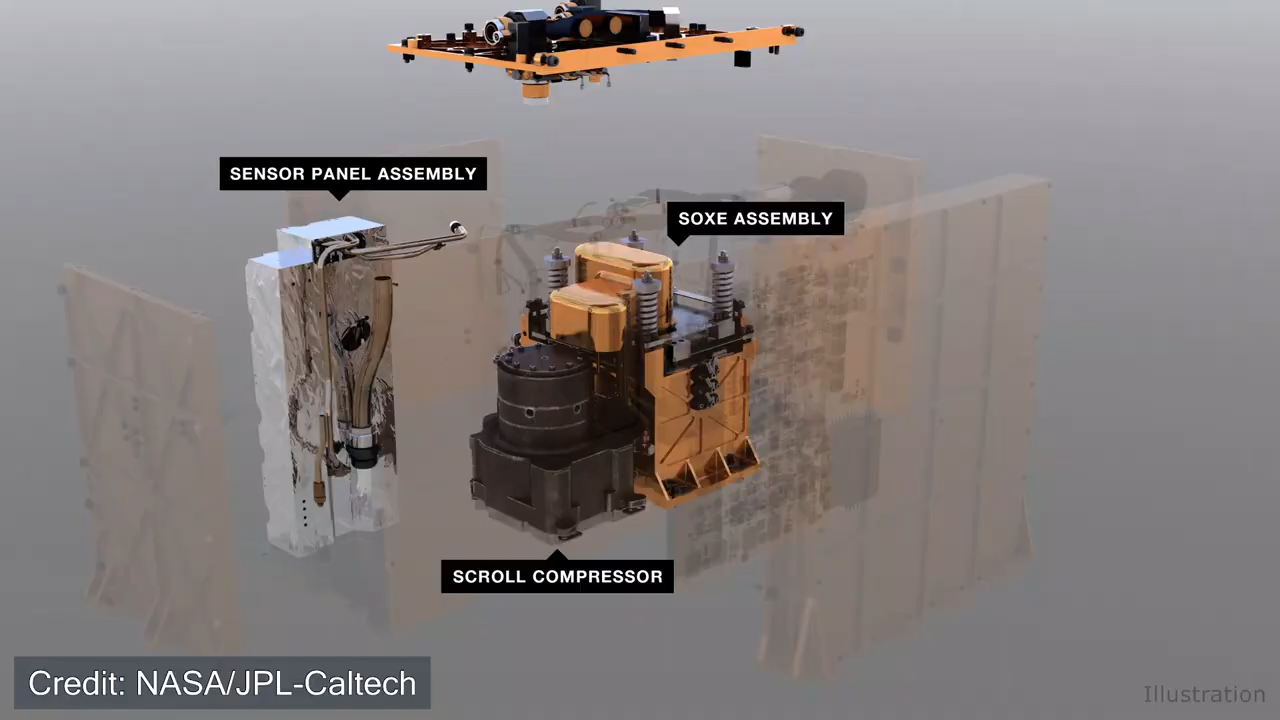 SENSOR PANEL ASSEMBLY
SOXE ASSEMBLY
SCROLL COMPRESSOR
Credit: NASA/JPL-Caltech
Illustration